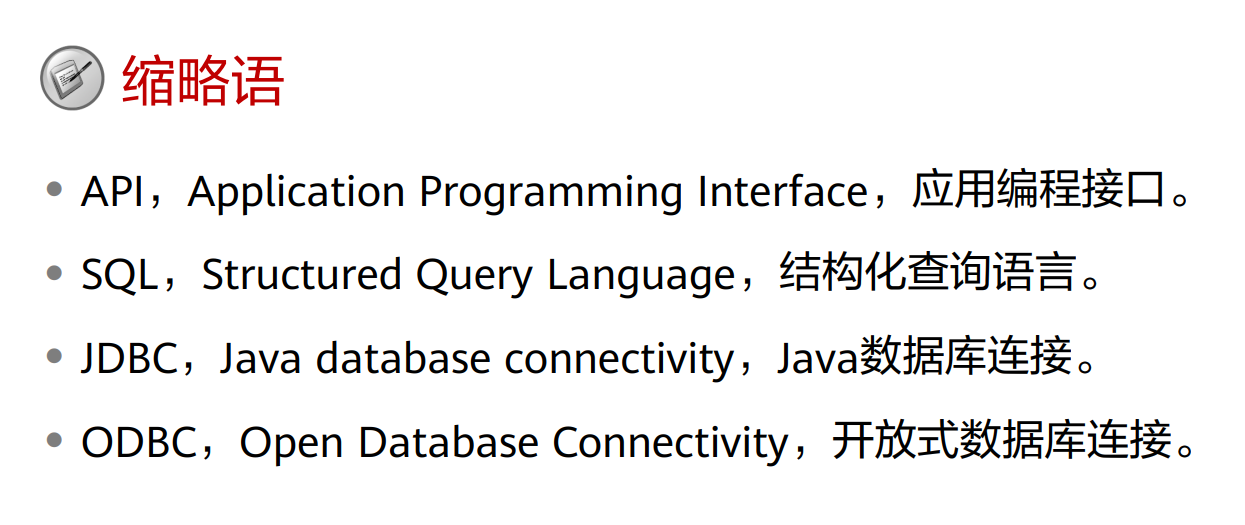 缩略语
• API，Application Programming Interface，应用编程接口。
• SQL，Structured Query Language，结构化查询语言。
• JDBC，Java database connectivity，Java数据库连接。
• ODBC，Open Database Connectivity，开放式数据库连接。